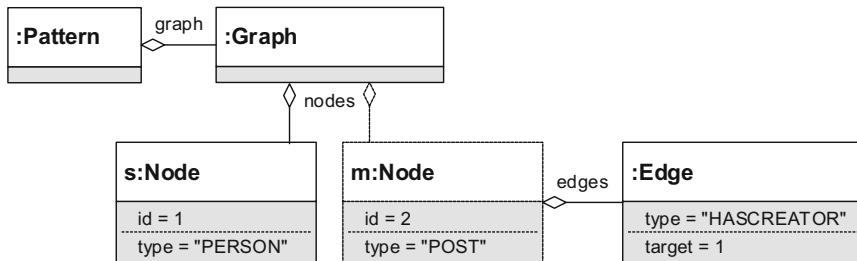 graph
:Pattern
:Graph
nodes
s:Node
id = 1
type = "PERSON"
m:Node
id = 2
type = "POST"
edges
:Edge
type = "HASCREATOR"
target = 1